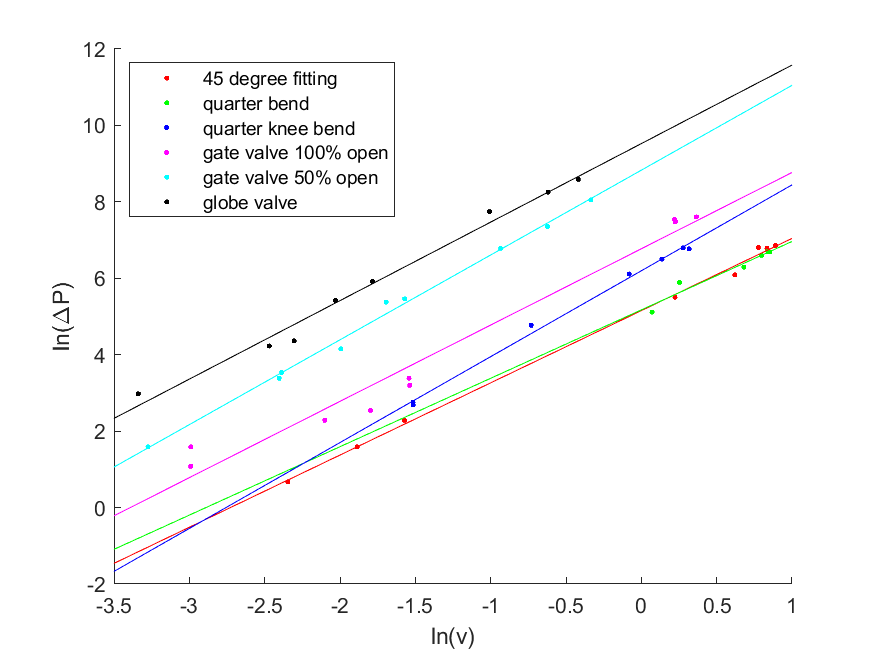 12
10
8
6
4
2
0
-2
ln(ΔP)
45 degree fitting
quarter bend
quarter knee bend
gate valve 100% open
gate valve 50% open
globe valve
-3.5 -3 -2.5 -2 -1.5 -1 -0.5 0 0.5 1
ln(v)